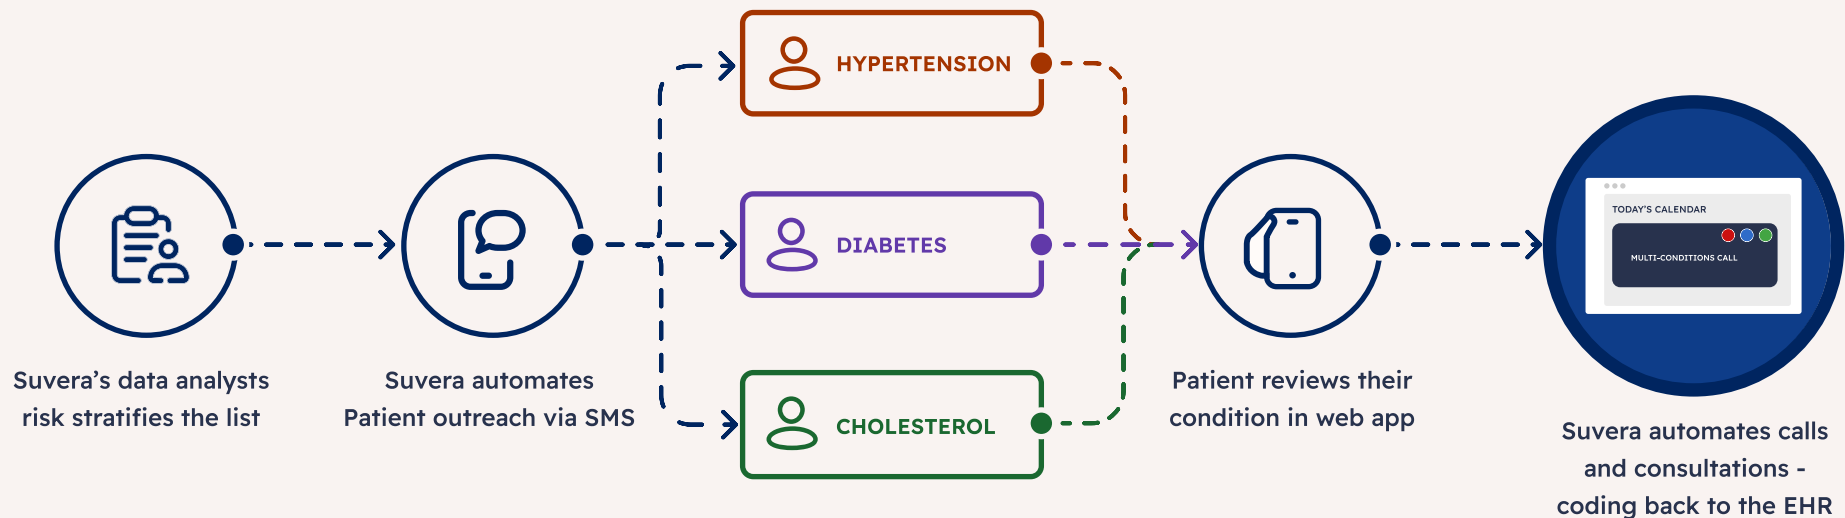 Suvera’s data analysts
risk stratifies the list
Suvera automates
Patient outreach via SMS
HYPERTENSION
DIABETES
CHOLESTEROL
Patient reviews their
condition in web app
TODAY’S CALENDAR
MULTI-CONDITIONS CALL
Suvera automates calls
and consultations -
coding back to the EHR